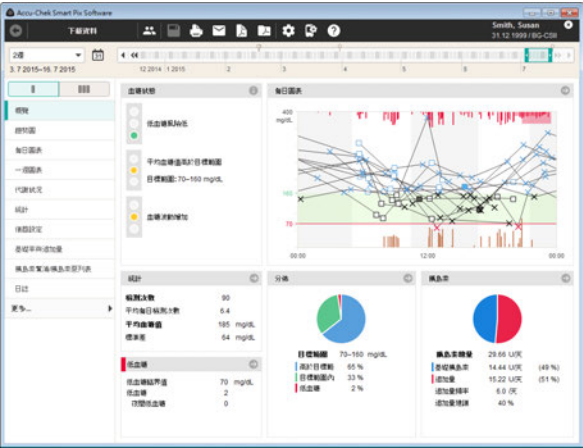 Accu-Chek Smart Pix Software
下載資料
Smith, Susan
31.12.1999/BG-CSII
2週
3. 7 2015-16. 7 2015
12 2014 1 2015 2 3 4 5 6 7
概覽
趨勢圖
每日圖表
一週圖表
代謝狀況
統計
儀器設定
基礎率與追加量
胰島素幫浦/胰島素型列表
日誌
更多...
血糖狀態
低血糖風險低
平均血糖值高於目標範圍
目標範圍: 70-160 mg/dL
血糖波動增加
每日圖表
400
mg/dL
160
70
00:00 12:00 00:00
統計
檢測次數 90
平均每日檢測次數 6.4
平均血糖值 185 mg/dL
標準差 64 mg/dL
低血糖
低血糖臨界值 70 mg/dL
低血糖 2
夜間低血糖 0
分佈
目標範圍 70-160 mg/dL
高於目標範 65 %
目標範圍內 33 %
低血糖 2 %
胰島素
胰島素總量 29.66 U/天
基礎胰島素 14.44 U/天 (49 %)
追加量 15.22 U/天 (51 %)
追加量頻率 6.0 /天
追加量建議 40 %